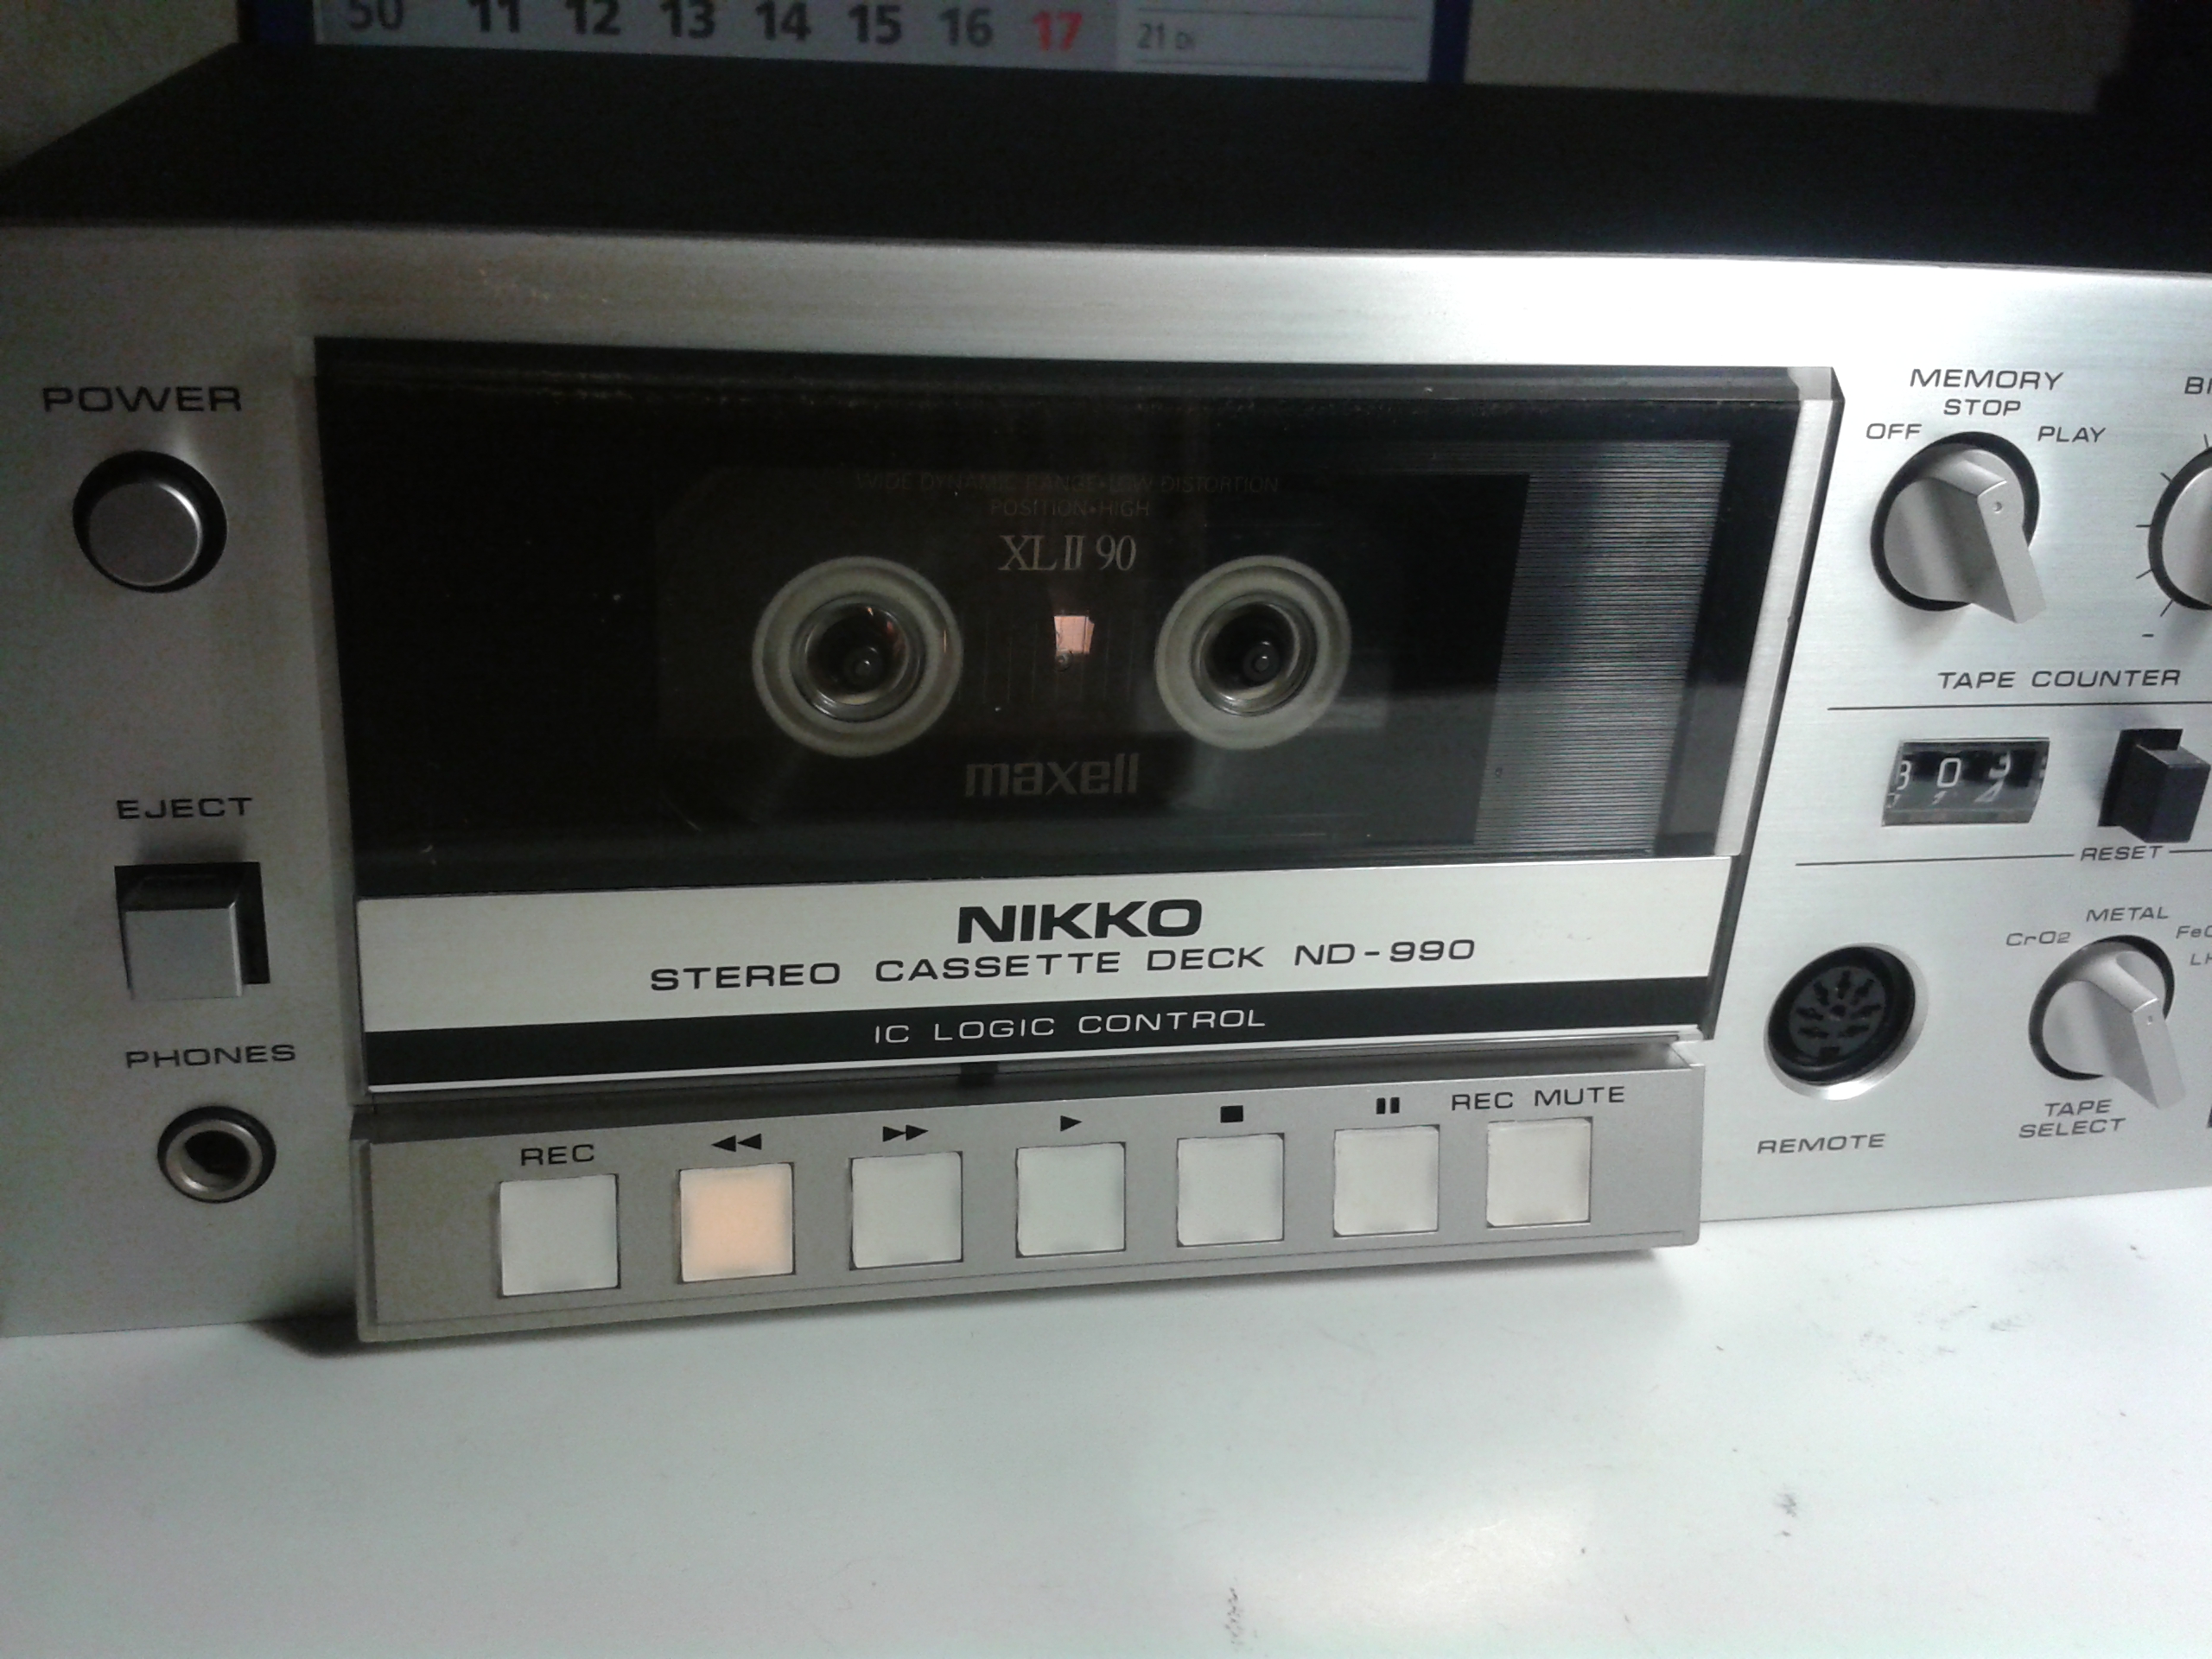 50 11 12 13 14 15 16 17
21 Di
POWER
EJECT
PHONES
WIDE DYNAMIC RANGE•LOW DISTORTION
POSITION•HIGH
XL II 90
maxell
NIKKO
STEREO CASSETTE DECK ND-990
IC LOGIC CONTROL
REC
REC MUTE
MEMORY
STOP
OFF
PLAY
TAPE COUNTER
RESET
METAL
CrO2
REMOTE
TAPE
SELECT